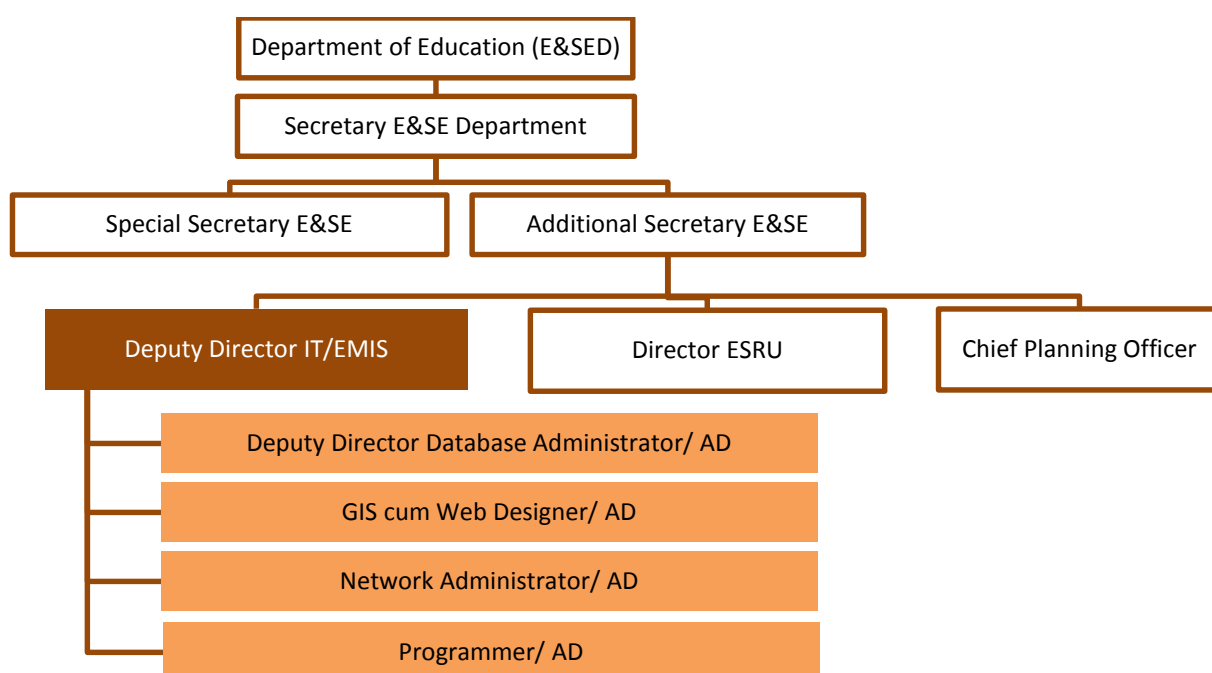 Department of Education (E&SED)
Secretary E&SE Department
Special Secretary E&SE
Additional Secretary E&SE
Deputy Director IT/EMIS
Director ESRU
Chief Planning Officer
Deputy Director Database Administrator/ AD
GIS cum Web Designer/ AD
Network Administrator/ AD
Programmer/ AD